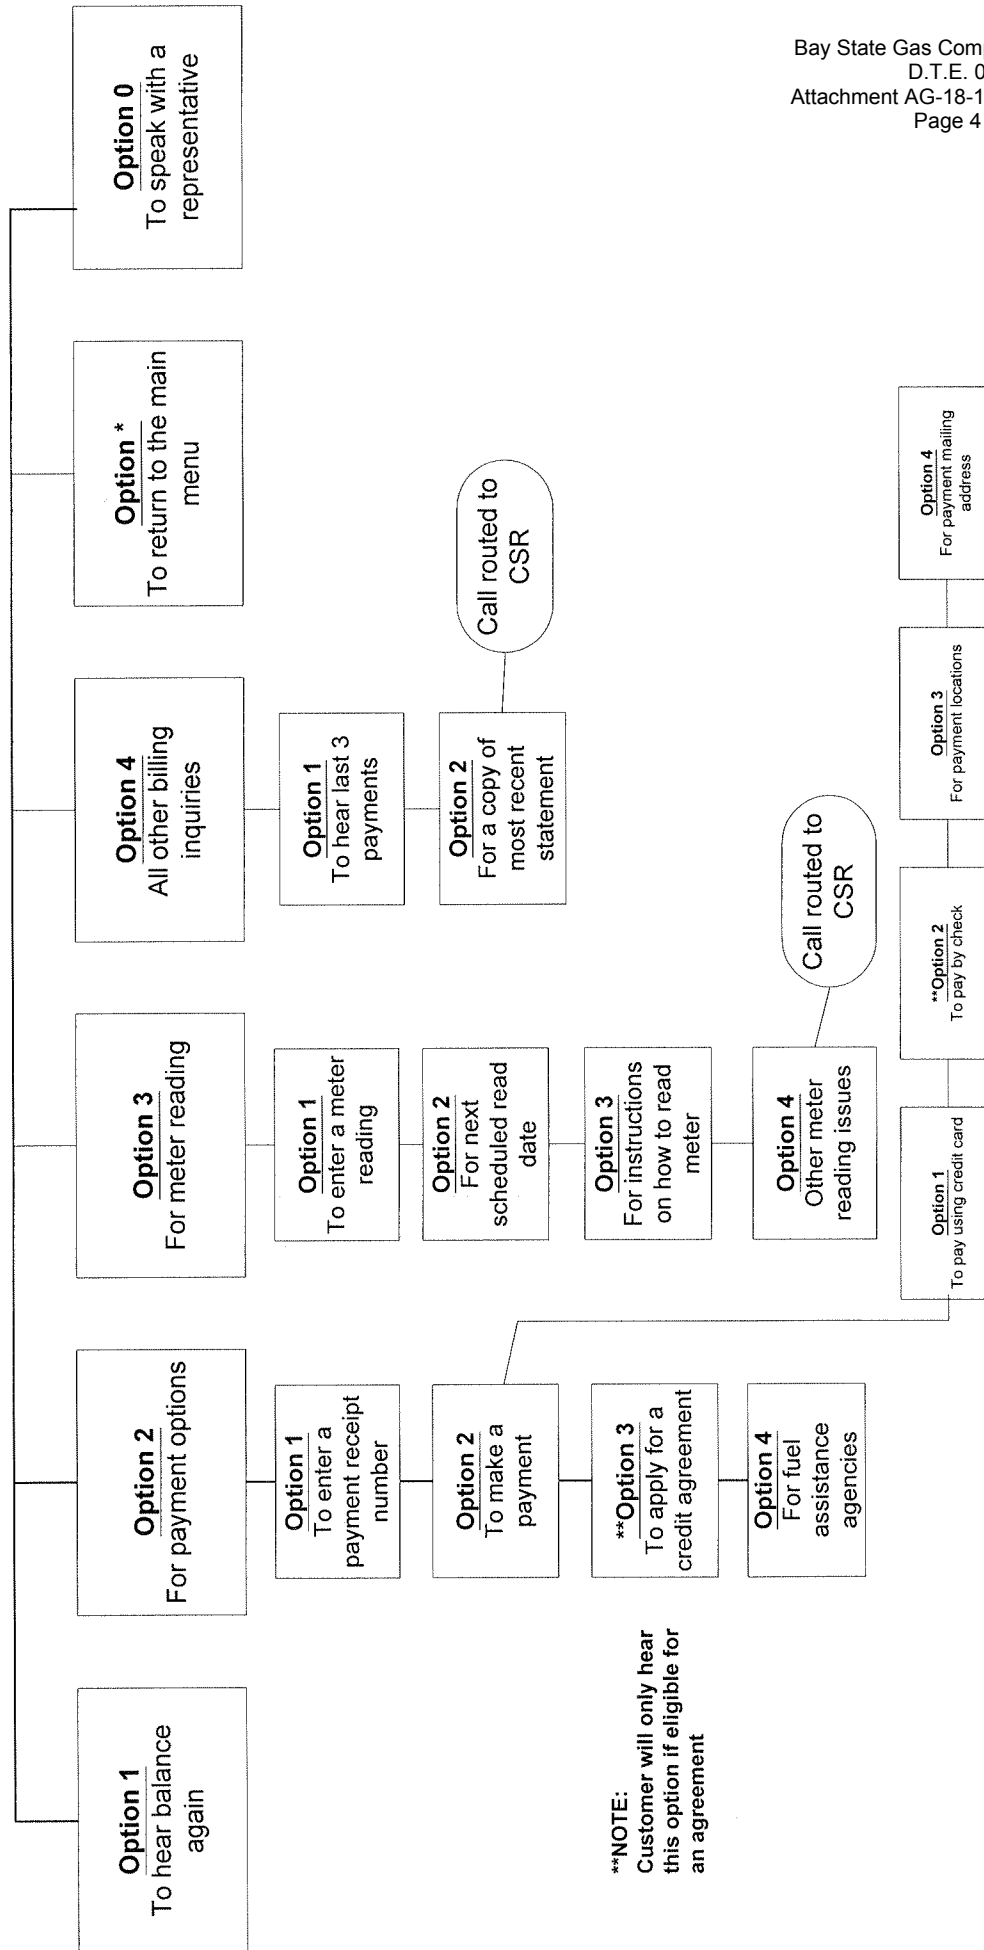 Bay State Gas Comp
D.T.E. 0
Attachment AG-18-1
Page 4
Option 1
To hear balance
again
Option 2
For payment options
Option 3
For meter reading
Option 4
All other billing
inquiries
Option *
To return to the main
menu
Option 0
To speak with a
representative
Option 1
To enter a
payment receipt
number
Option 2
To make a
payment
**Option 3
To apply for a
credit agreement
Option 4
For fuel
assistance
agencies
Option 1
To enter a meter
reading
Option 2
For next
scheduled read
date
Option 3
For instructions
on how to read
meter
Option 4
Other meter
reading issues
Call routed to
CSR
Option 1
To hear last 3
payments
Option 2
For a copy of
most recent
statement
Call routed to
CSR
**NOTE:
Customer will only hear
this option if eligible for
an agreement
Option 1
To pay using credit card
**Option 2
To pay by check
Option 3
For payment locations
Option 4
For payment mailing
address